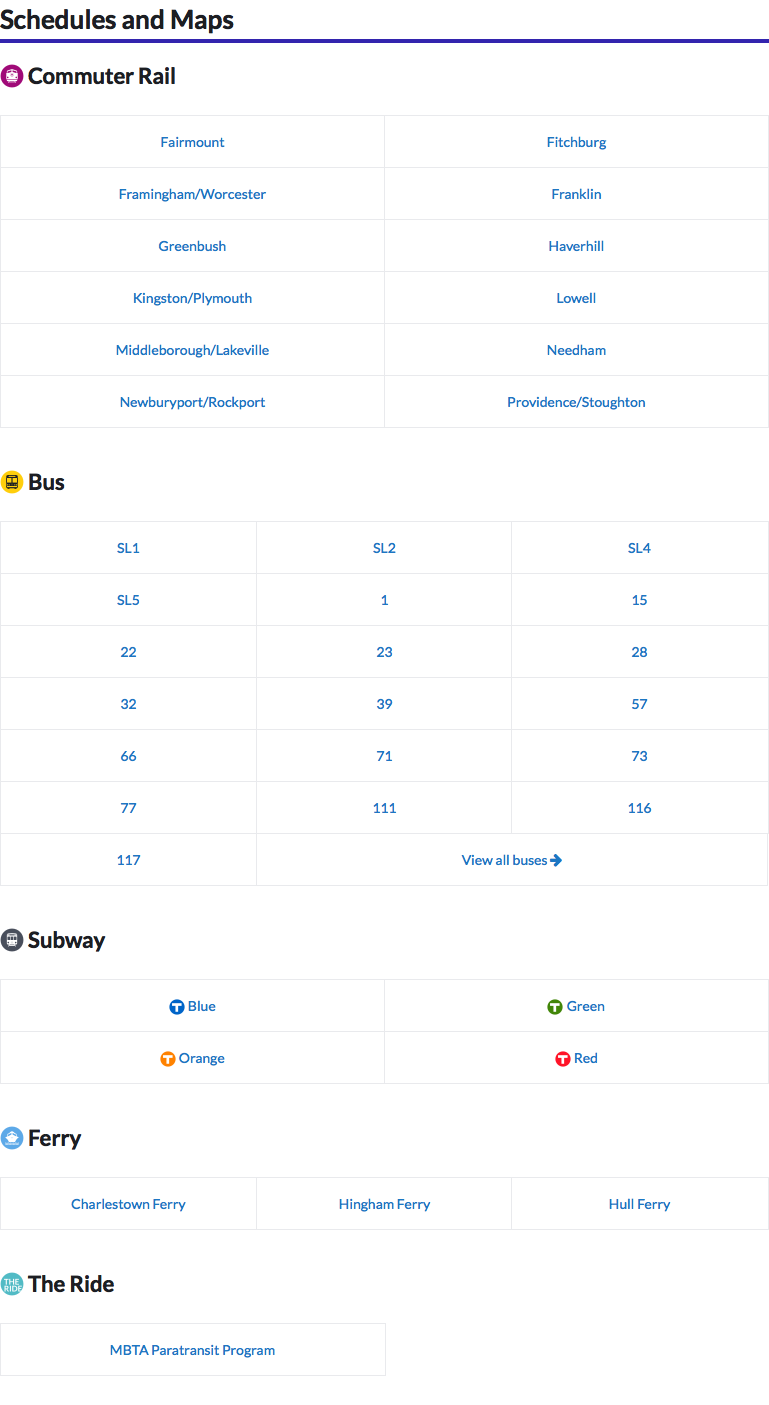 Schedules and Maps
Commuter Rail
Fairmount Fitchburg
Framingham/Worcester Franklin
Greenbush Haverhill
Kingston/Plymouth Lowell
Middleborough/Lakeville Needham
Newburyport/Rockport Providence/Stoughton
Bus
SL1 SL2 SL4
SL5 1 15
22 23 28
32 39 57
66 71 73
77 111 116
117 View all buses
Subway
T Blue T Green
T Orange T Red
Ferry
Charlestown Ferry Hingham Ferry Hull Ferry
THE
RIDE The Ride
MBTA Paratransit Program